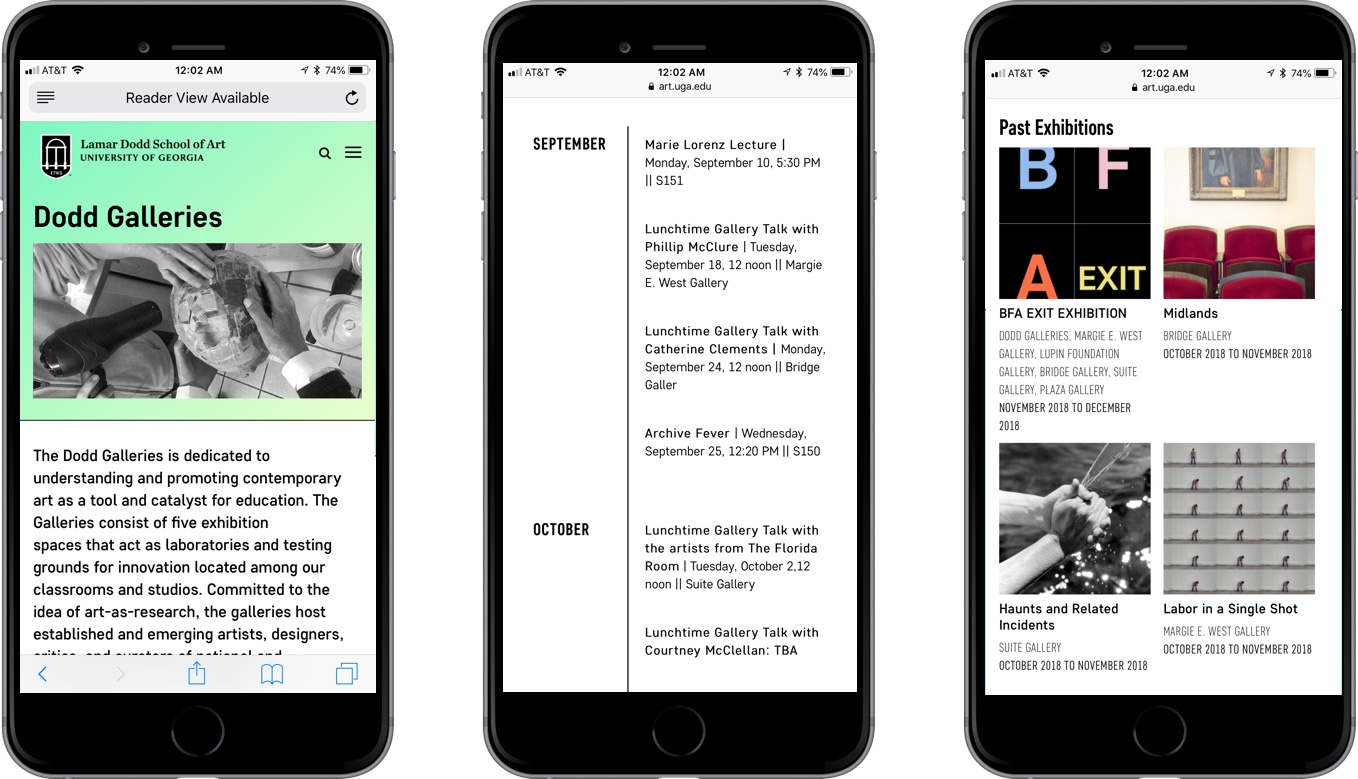 AT&T 12:02 AM 74%
Reader View Available
Lamar Dodd School of Art
UNIVERSITY OF GEORGIA
1785
Dodd Galleries
The Dodd Galleries is dedicated to
understanding and promoting contemporary
art as a tool and catalyst for education. The
Galleries consist of five exhibition
spaces that act as laboratories and testing
grounds for innovation located among our
classrooms and studios. Committed to the
idea of art-as-research, the galleries host
established and emerging artists, designers,
critics, and curators of national and
AT&T 12:02 AM 74%
art.uga.edu
SEPTEMBER
Marie Lorenz Lecture |
Monday, September 10, 5:30 PM
|| S151
Lunchtime Gallery Talk with
Phillip McClure | Tuesday,
September 18, 12 noon || Margie
E. West Gallery
Lunchtime Gallery Talk with
Catherine Clements | Monday,
September 24, 12 noon || Bridge
Galler
Archive Fever | Wednesday,
September 25, 12:20 PM || S150
OCTOBER
Lunchtime Gallery Talk with
the artists from The Florida
Room | Tuesday, October 2,12
noon || Suite Gallery
Lunchtime Gallery Talk with
Courtney McClellan: TBA
AT&T 12:02 AM 74%
art.uga.edu
Past Exhibitions
B F
A EXIT
BFA EXIT EXHIBITION
DODD GALLERIES, MARGIE E. WEST
GALLERY, LUPIN FOUNDATION
GALLERY, BRIDGE GALLERY, SUITE
GALLERY, PLAZA GALLERY
NOVEMBER 2018 TO DECEMBER
2018
Midlands
BRIDGE GALLERY
OCTOBER 2018 TO NOVEMBER 2018
Haunts and Related
Incidents
SUITE GALLERY
OCTOBER 2018 TO NOVEMBER 2018
Labor in a Single Shot
MARGIE E. WEST GALLERY
OCTOBER 2018 TO NOVEMBER 2018